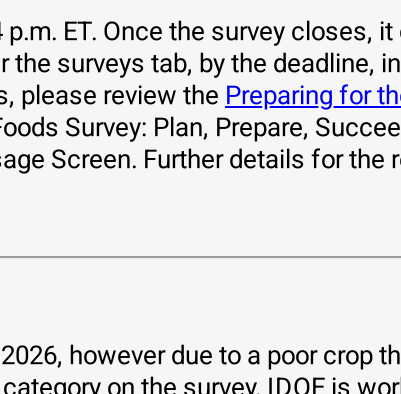 p.m. ET. Once the survey closes, it
the surveys tab, by the deadline, in
please review the Preparing for th
Foods Survey: Plan, Prepare, Succee
sage Screen. Further details for the r
2026, however due to a poor crop th
category on the survey. IDOE is wor